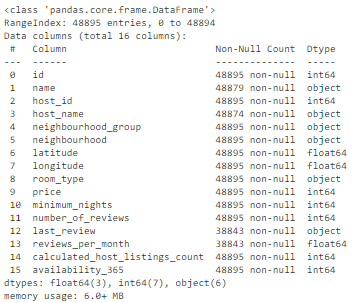 <class 'pandas.core.frame.DataFrame'>
RangeIndex: 48895 entries, 0 to 48894
Data columns (total 16 columns):
 #   Column                          Non-Null Count  Dtype
---  ------                          --------------  -----
 0   id                              48895 non-null  int64
 1   name                            48879 non-null  object
 2   host_id                         48895 non-null  int64
 3   host_name                       48874 non-null  object
 4   neighbourhood_group             48895 non-null  object
 5   neighbourhood                   48895 non-null  object
 6   latitude                        48895 non-null  float64
 7   longitude                       48895 non-null  float64
 8   room_type                       48895 non-null  object
 9   price                           48895 non-null  int64
 10  minimum_nights                  48895 non-null  int64
 11  number_of_reviews               48895 non-null  int64
 12  last_review                     38843 non-null  object
 13  reviews_per_month               38843 non-null  float64
 14  calculated_host_listings_count  48895 non-null  int64
 15  availability_365                48895 non-null  int64
dtypes: float64(3), int64(7), object(6)
memory usage: 6.0+ MB